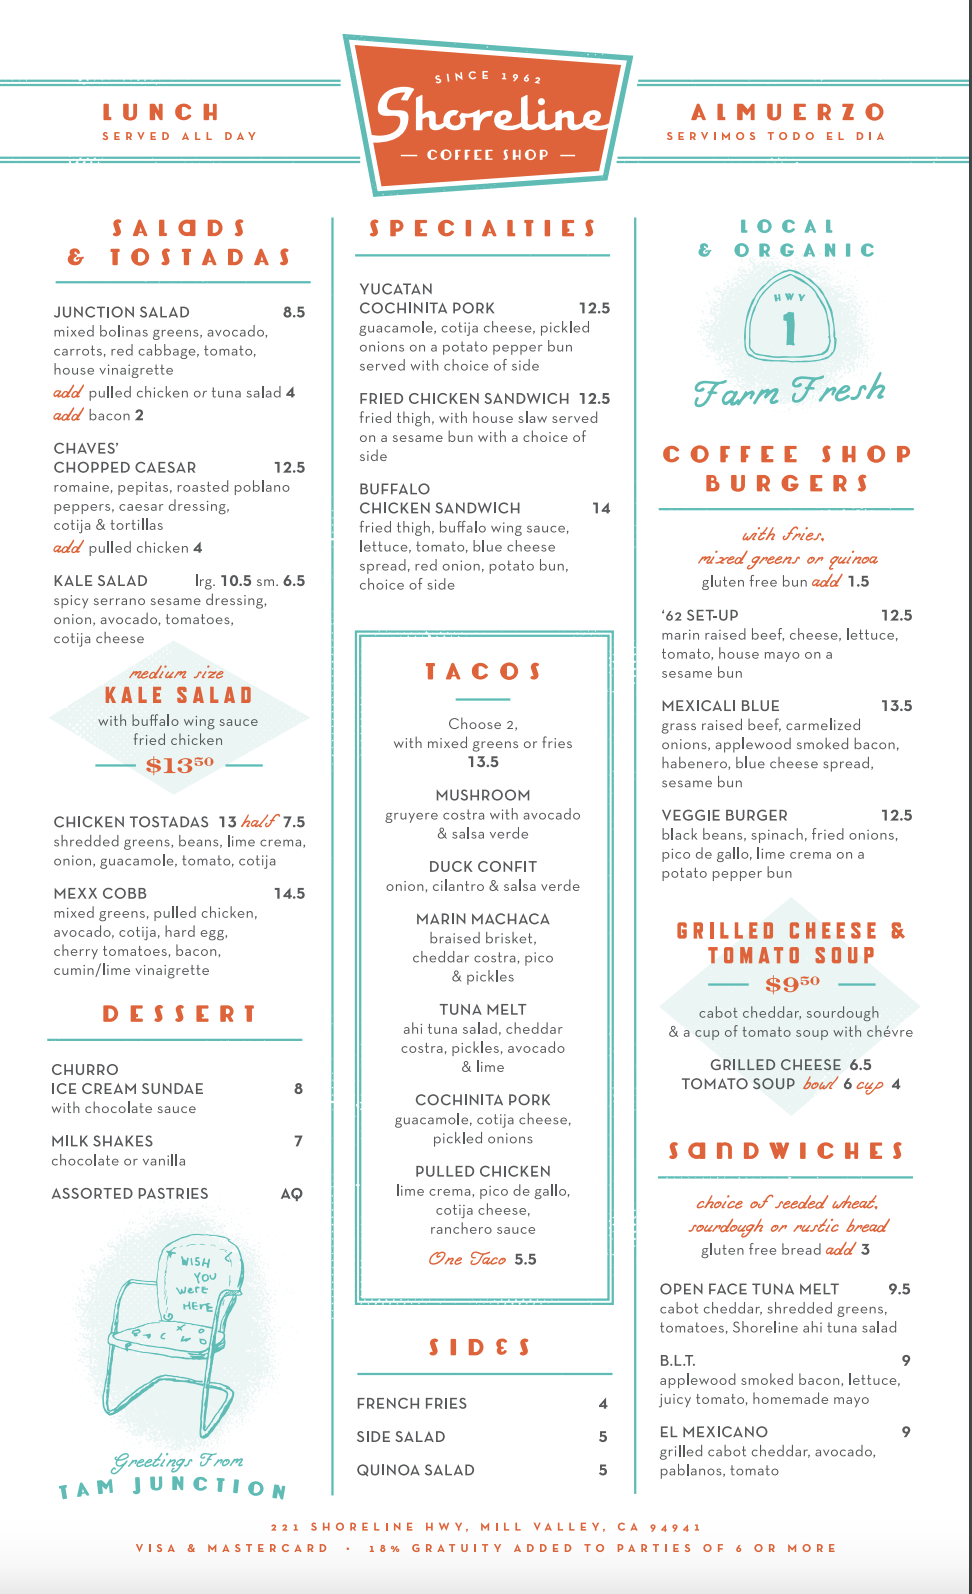 LUNCH
SERVED ALL DAY
SINCE 1962
Shoreline
— COFFEE SHOP —
ALMUERZO
SERVIMOS TODO EL DIA
SALADS
& TOSTADAS
JUNCTION SALAD 8.5
mixed bolinas greens, avocado,
carrots, red cabbage, tomato,
house vinaigrette
add pulled chicken or tuna salad 4
add bacon 2
CHAVES'
CHOPPED CAESAR 12.5
romaine, pepitas, roasted poblano
peppers, caesar dressing,
cotija & tortillas
add pulled chicken 4
KALE SALAD lrg. 10.5 sm. 6.5
spicy serrano sesame dressing,
onion, avocado, tomatoes,
cotija cheese
medium size
KALE SALAD
with buffalo wing sauce
fried chicken
$13⁵⁰
CHICKEN TOSTADAS 13 half 7.5
shredded greens, beans, lime crema,
onion, guacamole, tomato, cotija
MEXX COBB 14.5
mixed greens, pulled chicken,
avocado, cotija, hard egg,
cherry tomatoes, bacon,
cumin/lime vinaigrette
DESSERT
CHURRO
ICE CREAM SUNDAE 8
with chocolate sauce
MILK SHAKES 7
chocolate or vanilla
ASSORTED PASTRIES AQ
WISH
YOU
WERE
HERE
Greetings From
TAM JUNCTION
SPECIALTIES
YUCATAN
COCHINITA PORK 12.5
guacamole, cotija cheese, pickled
onions on a potato pepper bun
served with choice of side
FRIED CHICKEN SANDWICH 12.5
fried thigh, with house slaw served
on a sesame bun with a choice of
side
BUFFALO
CHICKEN SANDWICH 14
fried thigh, buffalo wing sauce,
lettuce, tomato, blue cheese
spread, red onion, potato bun,
choice of side
TACOS
Choose 2,
with mixed greens or fries
13.5
MUSHROOM
gruyere costra with avocado
& salsa verde
DUCK CONFIT
onion, cilantro & salsa verde
MARIN MACHACA
braised brisket,
cheddar costra, pico
& pickles
TUNA MELT
ahi tuna salad, cheddar
costra, pickles, avocado
& lime
COCHINITA PORK
guacamole, cotija cheese,
pickled onions
PULLED CHICKEN
lime crema, pico de gallo,
cotija cheese,
ranchero sauce
One Taco 5.5
SIDES
FRENCH FRIES 4
SIDE SALAD 5
QUINOA SALAD 5
LOCAL
& ORGANIC
HWY
1
Farm Fresh
COFFEE SHOP
BURGERS
with fries,
mixed greens or quinoa
gluten free bun add 1.5
'62 SET-UP 12.5
marin raised beef, cheese, lettuce,
tomato, house mayo on a
sesame bun
MEXICALI BLUE 13.5
grass raised beef, carmelized
onions, applewood smoked bacon,
habenero, blue cheese spread,
sesame bun
VEGGIE BURGER 12.5
black beans, spinach, fried onions,
pico de gallo, lime crema on a
potato pepper bun
GRILLED CHEESE &
TOMATO SOUP
$9⁵⁰
cabot cheddar, sourdough
& a cup of tomato soup with chévre
GRILLED CHEESE 6.5
TOMATO SOUP bowl 6 cup 4
SANDWICHES
choice of seeded wheat,
sourdough or rustic bread
gluten free bread add 3
OPEN FACE TUNA MELT 9.5
cabot cheddar, shredded greens,
tomatoes, Shoreline ahi tuna salad
B.L.T. 9
applewood smoked bacon, lettuce,
juicy tomato, homemade mayo
EL MEXICANO 9
grilled cabot cheddar, avocado,
pablanos, tomato
221 SHORELINE HWY, MILL VALLEY, CA 94941
VISA & MASTERCARD • 18% GRATUITY ADDED TO PARTIES OF 6 OR MORE